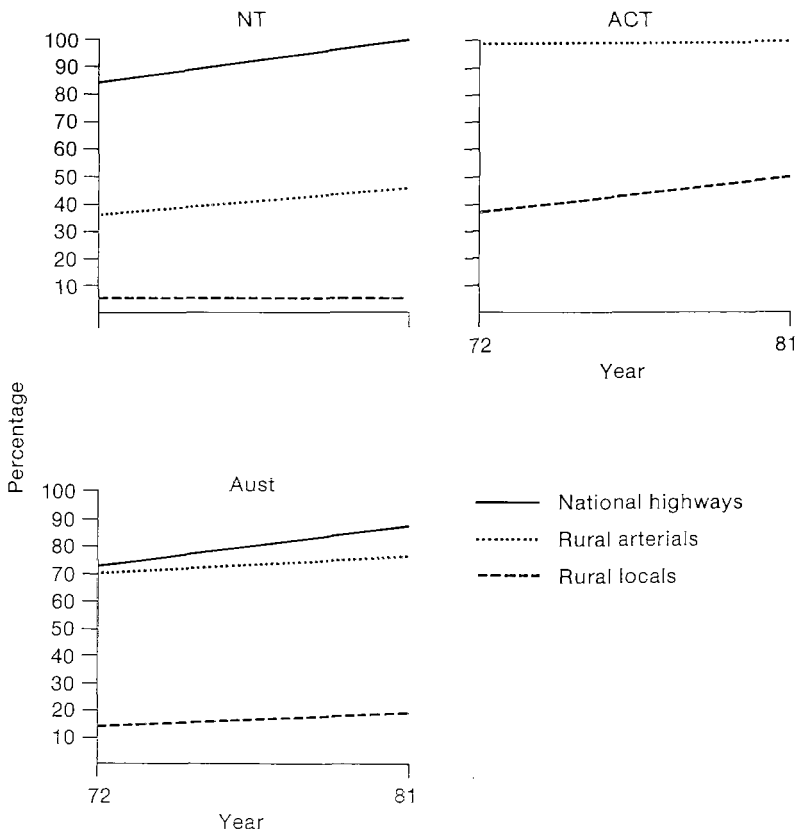 NT
100
90
80
70
60
50
40
30
20
10
ACT
72 81
Year
Percentage
Aust
100
90
80
70
60
50
40
30
20
10
72 81
Year
National highways
Rural arterials
Rural locals